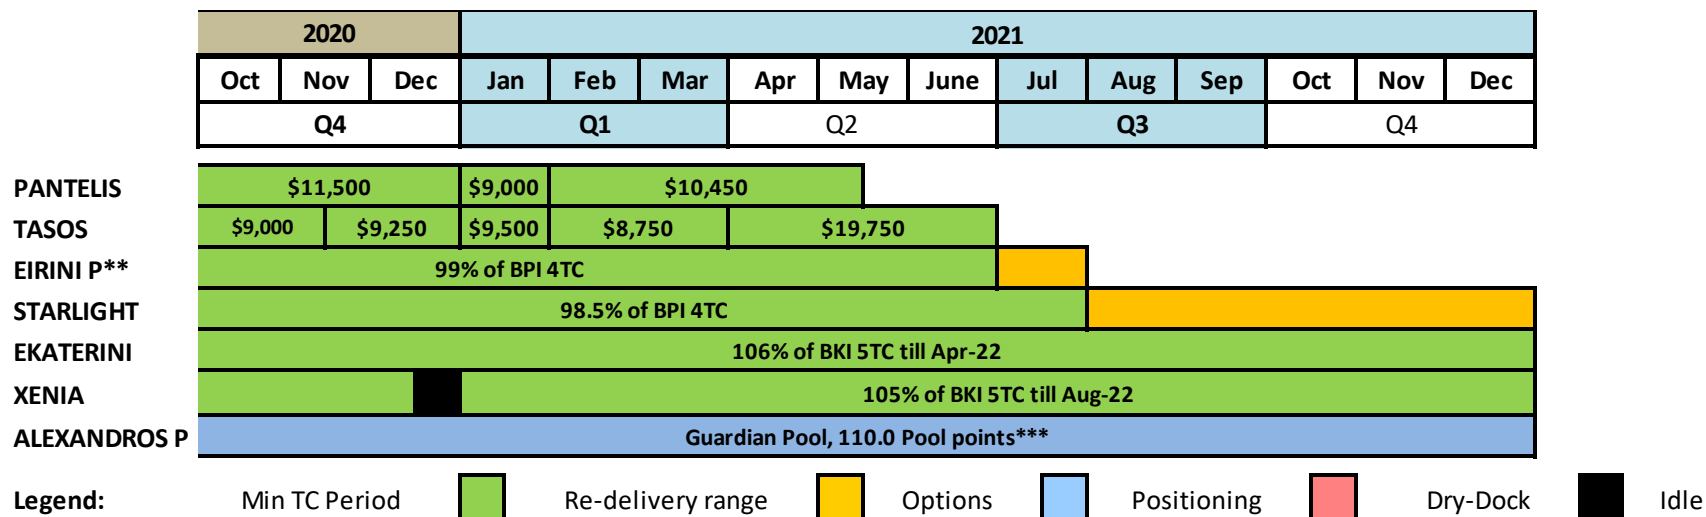 2020 2021
Oct Nov Dec Jan Feb Mar Apr May June Jul Aug Sep Oct Nov Dec
Q4 Q1 Q2 Q3 Q4
PANTELIS $11,500 $9,000 $10,450
TASOS $9,000 $9,250 $9,500 $8,750 $19,750
EIRINI P** 99% of BPI 4TC
STARLIGHT 98.5% of BPI 4TC
EKATERINI 106% of BKI 5TC till Apr-22
XENIA 105% of BKI 5TC till Aug-22
ALEXANDROS P Guardian Pool, 110.0 Pool points***
Legend: Min TC Period Re-delivery range Options Positioning Dry-Dock Idle